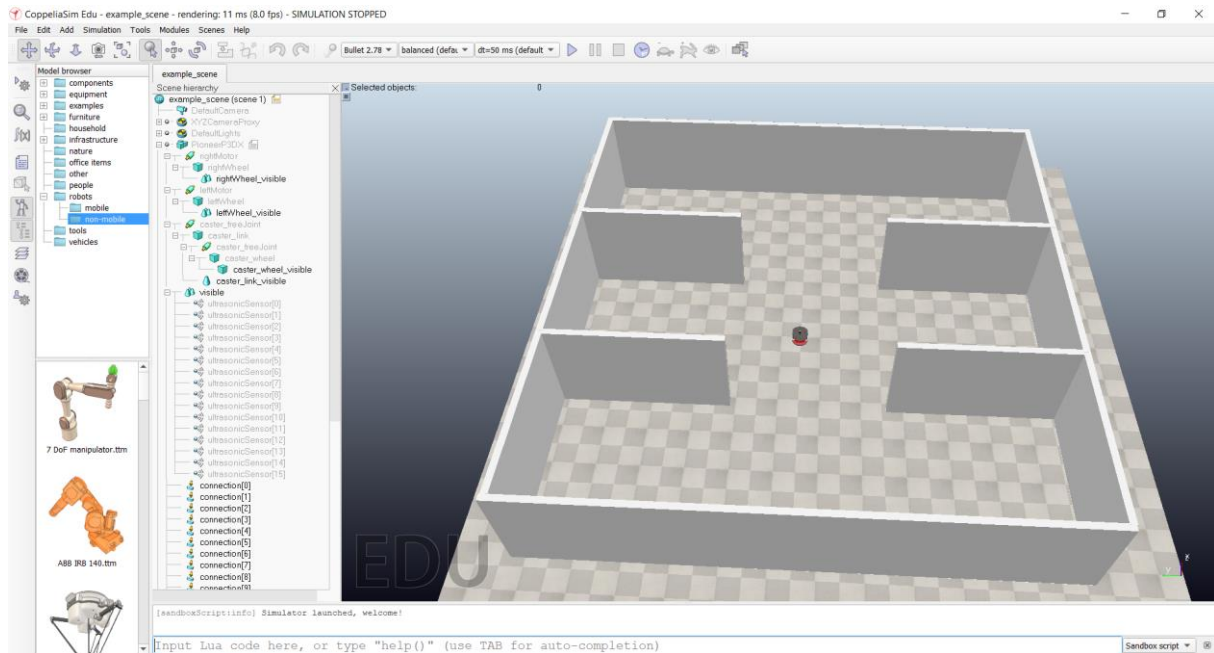 CoppeliaSim Edu - example_scene - rendering: 11 ms (8.0 fps) - SIMULATION STOPPED
File Edit Add Simulation Tools Modules Scenes Help
Bullet 2.78 balanced (defau dt=50 ms (default
Model browser
components
equipment
examples
furniture
household
infrastructure
nature
office items
other
people
robots
mobile
non-mobile
tools
vehicles
7 DoF manipulator.ttm
ABB IRB 140.ttm
example_scene
Scene hierarchy
example_scene (scene 1)
DefaultCamera
XYZCameraProxy
DefaultLights
PioneerP3DX
rightMotor
rightWheel
rightWheel_visible
leftMotor
leftWheel
leftWheel_visible
caster_freeJoint
caster_link
caster_freeJoint
caster_wheel
caster_wheel_visible
caster_link_visible
visible
ultrasonicSensor[0]
ultrasonicSensor[1]
ultrasonicSensor[2]
ultrasonicSensor[3]
ultrasonicSensor[4]
ultrasonicSensor[5]
ultrasonicSensor[6]
ultrasonicSensor[7]
ultrasonicSensor[8]
ultrasonicSensor[9]
ultrasonicSensor[10]
ultrasonicSensor[11]
ultrasonicSensor[12]
ultrasonicSensor[13]
ultrasonicSensor[14]
ultrasonicSensor[15]
connection[0]
connection[1]
connection[2]
connection[3]
connection[4]
connection[5]
connection[6]
connection[7]
connection[8]
connection[9]
Selected objects: 0
EDU
[sandboxScript:info] Simulator launched, welcome!
Input Lua code here, or type "help()" (use TAB for auto-completion)
Sandbox script